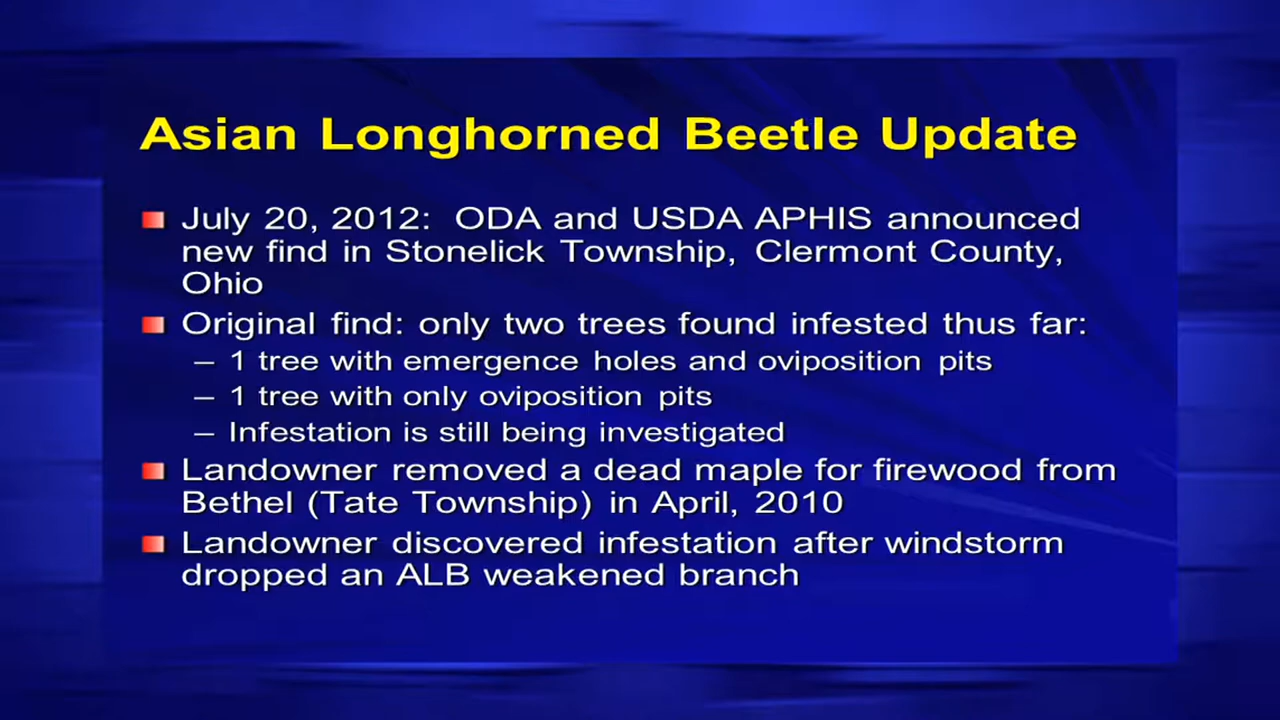 Asian Longhorned Beetle Update
July 20, 2012: ODA and USDA APHIS announced
new find in Stonelick Township, Clermont County,
Ohio
Original find: only two trees found infested thus far:
– 1 tree with emergence holes and oviposition pits
– 1 tree with only oviposition pits
– Infestation is still being investigated
Landowner removed a dead maple for firewood from
Bethel (Tate Township) in April, 2010
Landowner discovered infestation after windstorm
dropped an ALB weakened branch